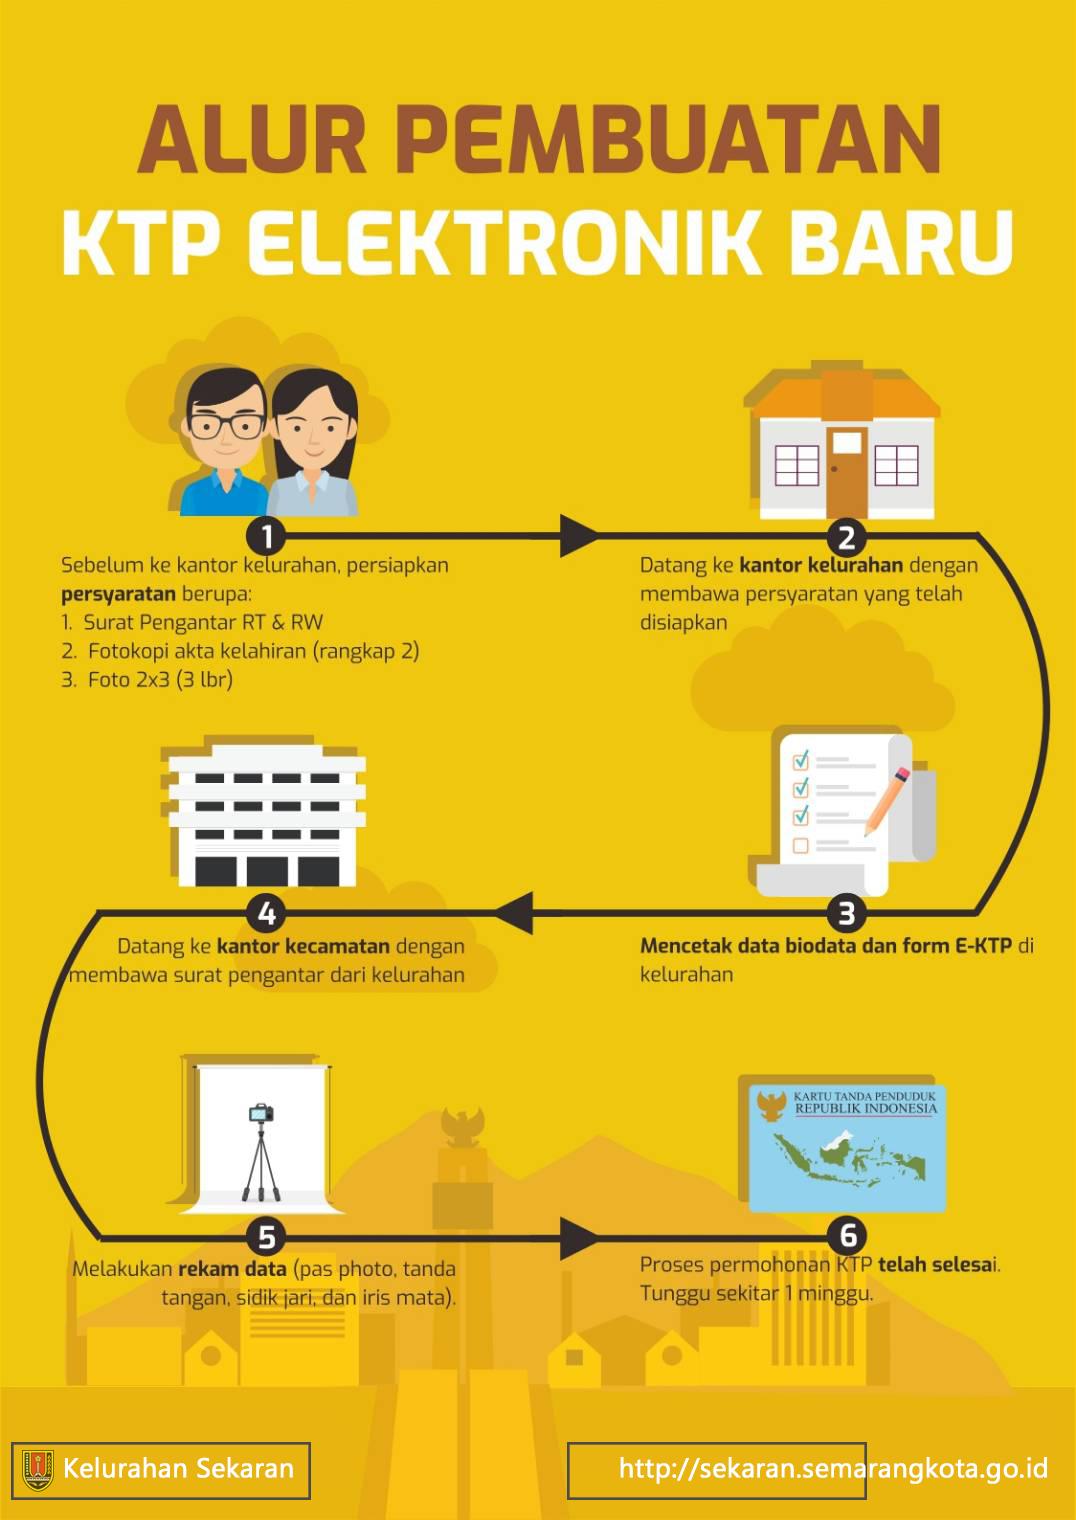 ALUR PEMBUATAN
KTP ELEKTRONIK BARU
1
Sebelum ke kantor kelurahan, persiapkan
persyaratan berupa:
1. Surat Pengantar RT & RW
2. Fotokopi akta kelahiran (rangkap 2)
3. Foto 2x3 (3 lbr)
2
Datang ke kantor kelurahan dengan
membawa persyaratan yang telah
disiapkan
3
Mencetak data biodata dan form E-KTP di
kelurahan
4
Datang ke kantor kecamatan dengan
membawa surat pengantar dari kelurahan
5
Melakukan rekam data (pas photo, tanda
tangan, sidik jari, dan iris mata).
KARTU TANDA PENDUDUK
REPUBLIK INDONESIA
6
Proses permohonan KTP telah selesai.
Tunggu sekitar 1 minggu.
Kelurahan Sekaran
http://sekaran.semarangkota.go.id